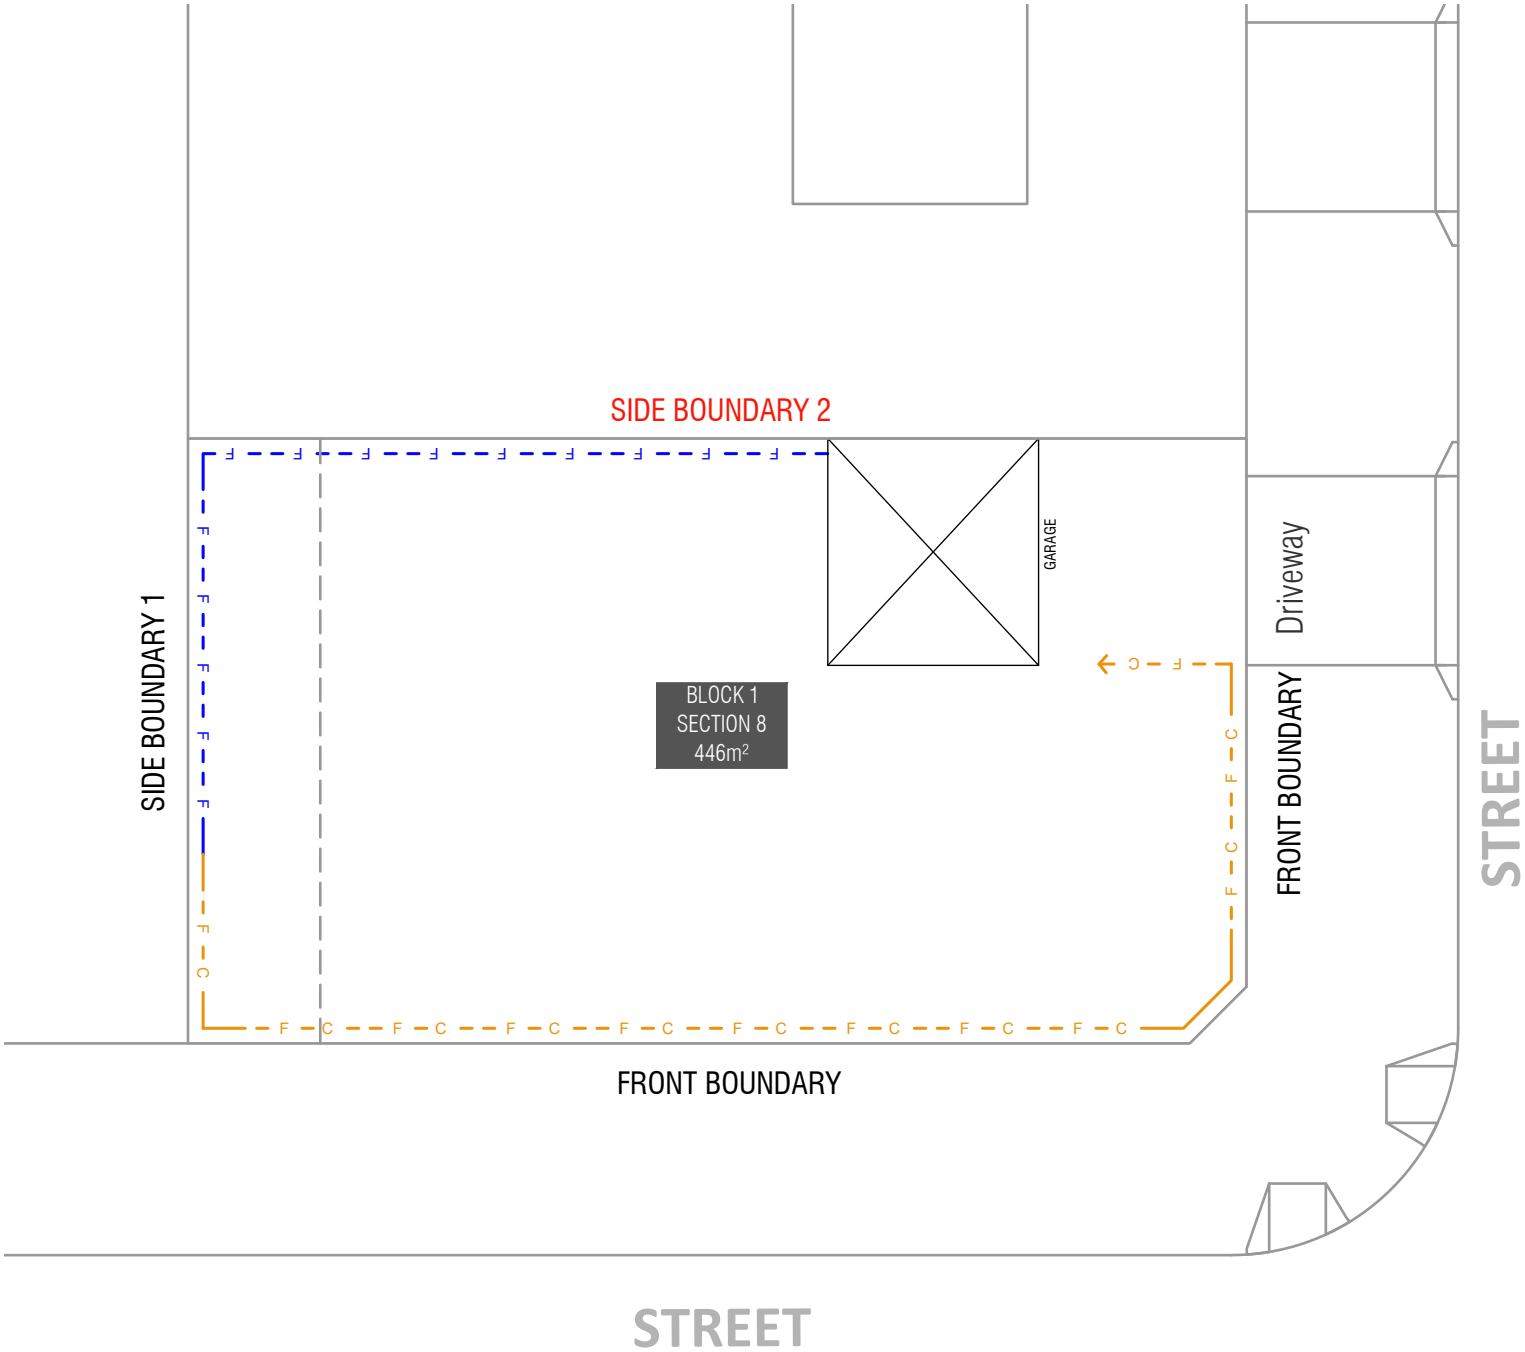 SIDE BOUNDARY 2
F F F F F F F F F
GARAGE
Driveway
SIDE BOUNDARY 1
F
F
F
F
F
C F
BLOCK 1
SECTION 8
446m²
FRONT BOUNDARY
STREET
C
F
C
F
F
C
F C F C F C F C F C F C F C F C
FRONT BOUNDARY
STREET